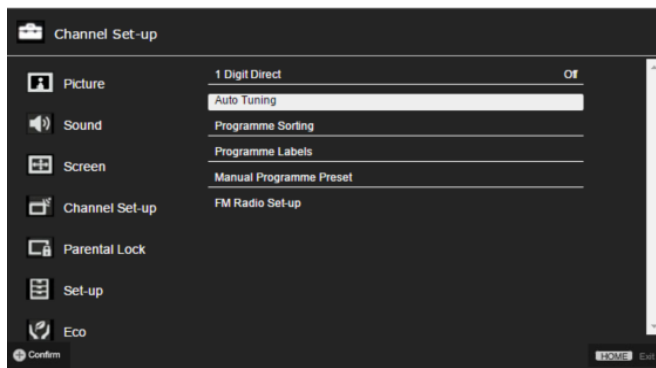 Channel Set-up
Picture
Sound
Screen
Channel Set-up
Parental Lock
Set-up
Eco
1 Digit Direct Off
Auto Tuning
Programme Sorting
Programme Labels
Manual Programme Preset
FM Radio Set-up
Confirm
HOME Exit